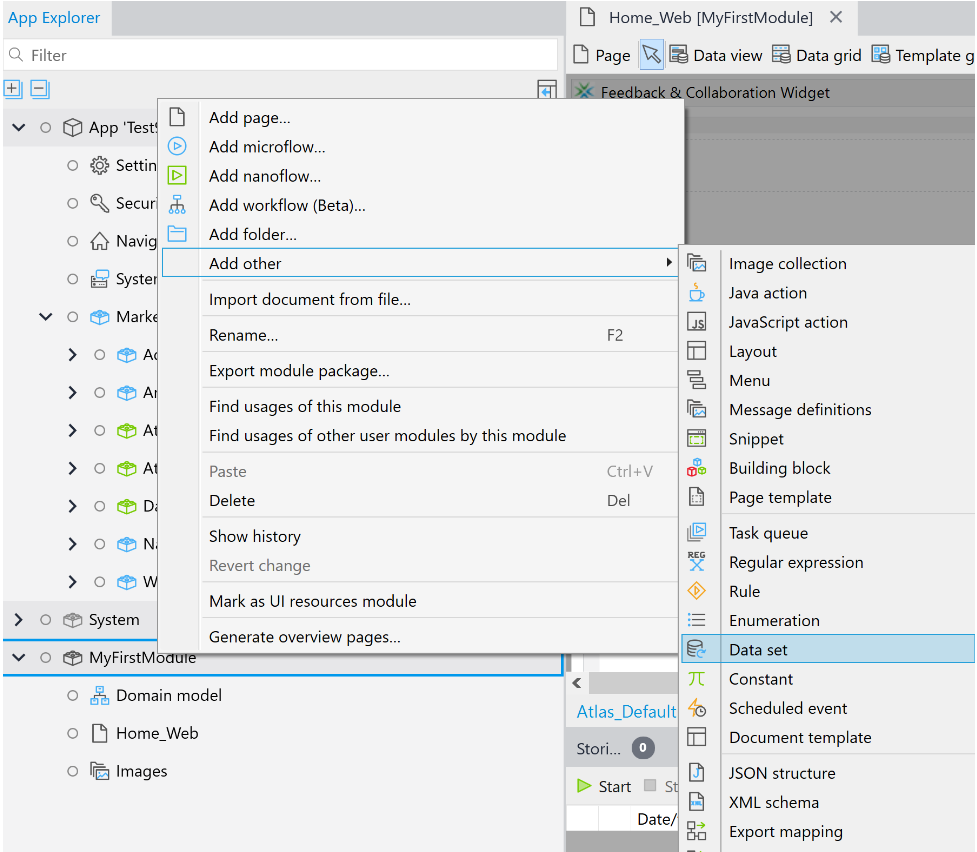 App Explorer
Filter
App 'Test
Settin
Securi
Navig
System
Marke
Ac
Ar
At
At
Da
Na
W
System
MyFirstModule
Domain model
Home_Web
Images
Add page...
Add microflow...
Add nanoflow...
Add workflow (Beta)...
Add folder...
Add other
Import document from file...
Rename... F2
Export module package...
Find usages of this module
Find usages of other user modules by this module
Paste Ctrl+V
Delete Del
Show history
Revert change
Mark as UI resources module
Generate overview pages...
Home_Web [MyFirstModule]
Page Data view Data grid Template g
Feedback & Collaboration Widget
Image collection
Java action
JS JavaScript action
Layout
Menu
Message definitions
Snippet
Building block
Page template
Task queue
REG Regular expression
Rule
Enumeration
Data set
Constant
Scheduled event
Document template
JSON structure
XML schema
Export mapping
Atlas_Default
Stori... 0
Start St
Date/